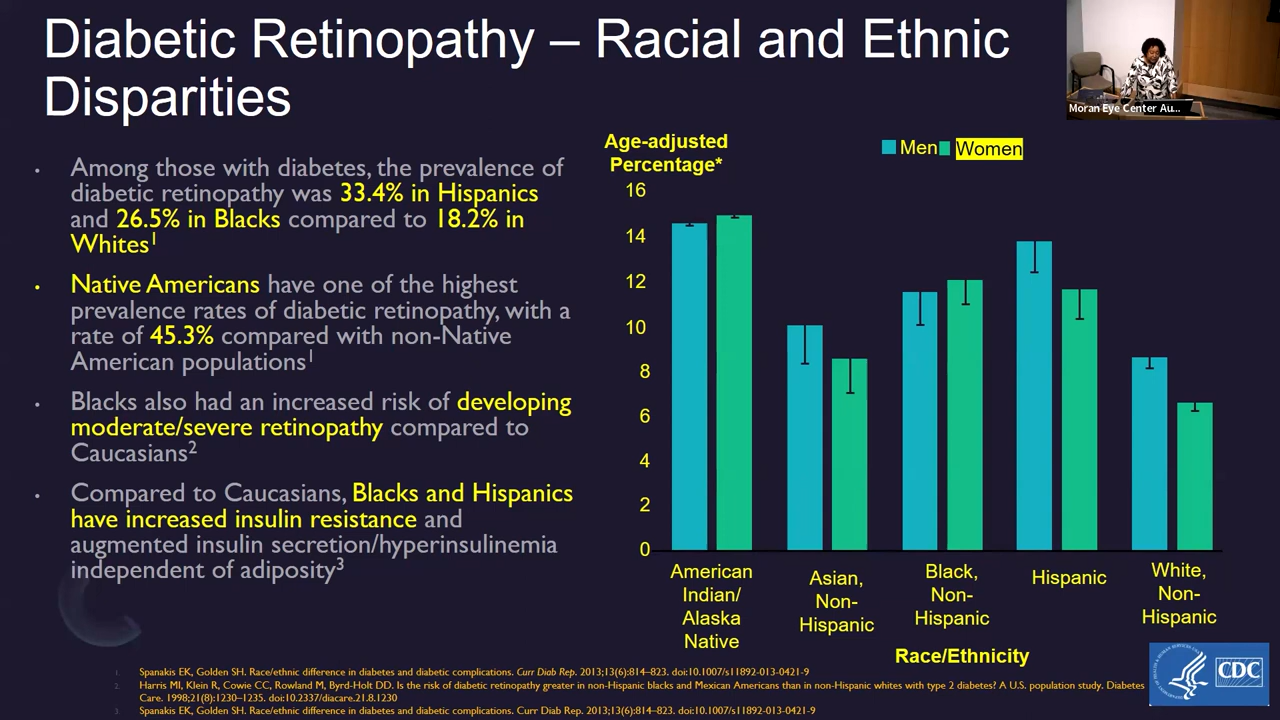 Diabetic Retinopathy – Racial and Ethnic
Disparities
Moran Eye Center Au...
• Among those with diabetes, the prevalence of
diabetic retinopathy was 33.4% in Hispanics
and 26.5% in Blacks compared to 18.2% in
Whites1
• Native Americans have one of the highest
prevalence rates of diabetic retinopathy, with a
rate of 45.3% compared with non-Native
American populations1
• Blacks also had an increased risk of developing
moderate/severe retinopathy compared to
Caucasians2
• Compared to Caucasians, Blacks and Hispanics
have increased insulin resistance and
augmented insulin secretion/hyperinsulinemia
independent of adiposity3
Age-adjusted
Percentage*
Men Women
16
14
12
10
8
6
4
2
0
American
Indian/
Alaska
Native
Asian,
Non-
Hispanic
Black,
Non-
Hispanic
Hispanic
White,
Non-
Hispanic
Race/Ethnicity
CDC
1. Spanakis EK, Golden SH. Race/ethnic difference in diabetes and diabetic complications. Curr Diab Rep. 2013;13(6):814–823. doi:10.1007/s11892-013-0421-9
2. Harris MI, Klein R, Cowie CC, Rowland M, Byrd-Holt DD. Is the risk of diabetic retinopathy greater in non-Hispanic blacks and Mexican Americans than in non-Hispanic whites with type 2 diabetes? A U.S. population study. Diabetes
Care. 1998;21(8):1230–1235. doi:10.2337/diacare.21.8.1230
3. Spanakis EK, Golden SH. Race/ethnic difference in diabetes and diabetic complications. Curr Diab Rep. 2013;13(6):814–823. doi:10.1007/s11892-013-0421-9